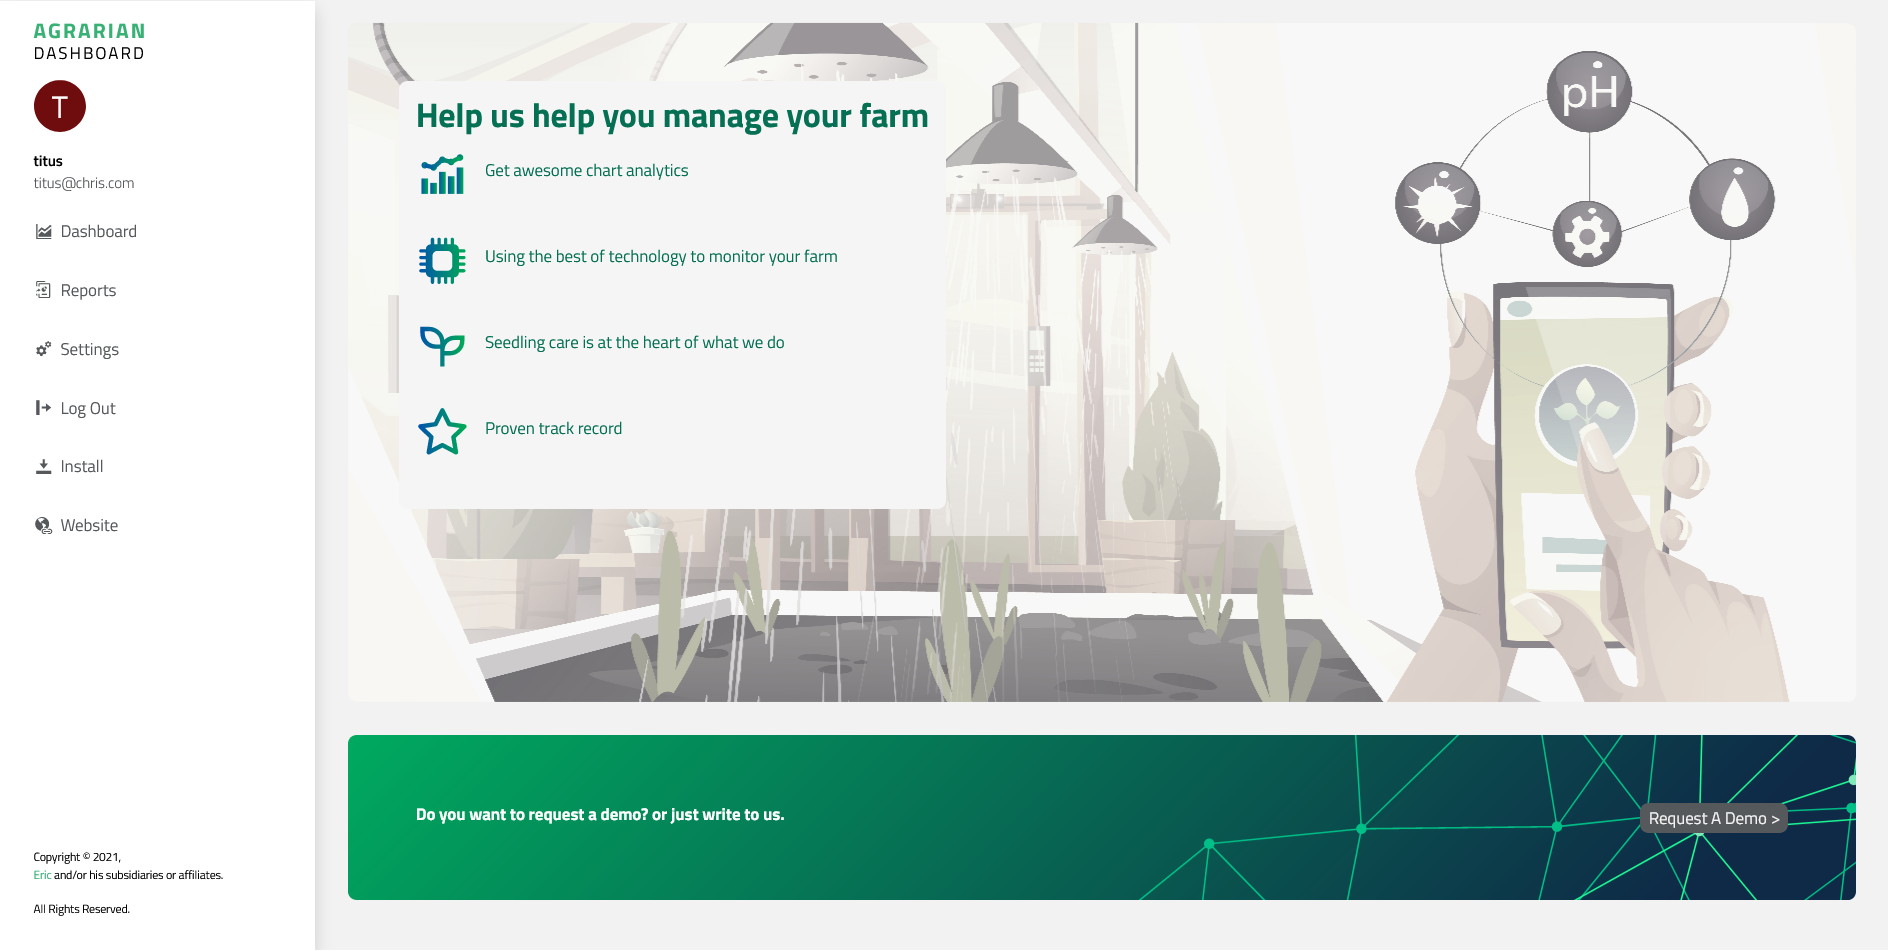 AGRARIAN
DASHBOARD
T
titus
titus@chris.com
Dashboard
Reports
Settings
Log Out
Install
Website
Copyright © 2021,
Eric and/or his subsidiaries or affiliates.
All Rights Reserved.
Help us help you manage your farm
Get awesome chart analytics
Using the best of technology to monitor your farm
Seedling care is at the heart of what we do
Proven track record
pH
Do you want to request a demo? or just write to us.
Request A Demo >